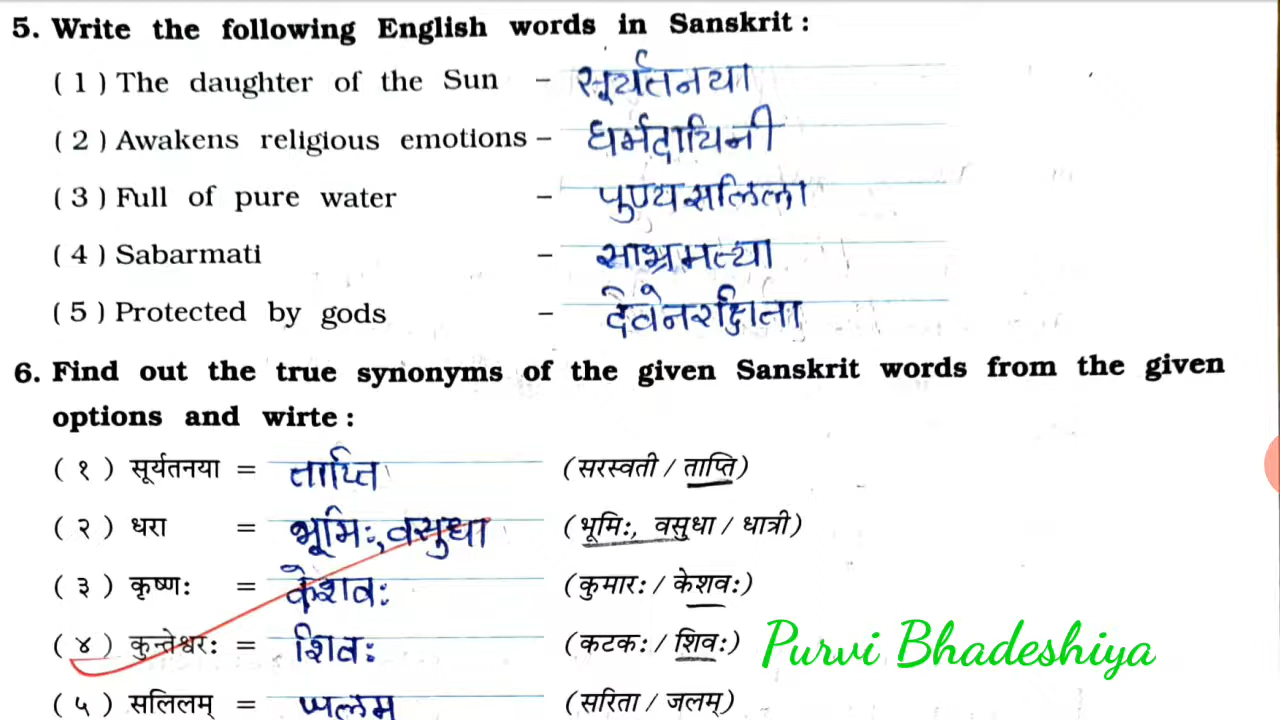 5. Write the following English words in Sanskrit :
( 1 ) The daughter of the Sun - सूर्यतनया
( 2 ) Awakens religious emotions - धर्मदायिनी
( 3 ) Full of pure water - पुण्यसलिला
( 4 ) Sabarmati - साभ्रमत्या
( 5 ) Protected by gods - देवेनरक्षिता
6. Find out the true synonyms of the given Sanskrit words from the given
options and wirte :
( १ ) सूर्यतनया = ताप्ति (सरस्वती / ताप्ति)
( २ ) धरा = भूमिः, वसुधा (भूमिः, वसुधा / धात्री)
( ३ ) कृष्णः = केशवः (कुमारः / केशवः)
( ४ ) कुन्तेश्वरः = शिवः (कटकः / शिवः)
( ५ ) सलिलम् = जलम् (सरिता / जलम्)
Purvi Bhadeshiya